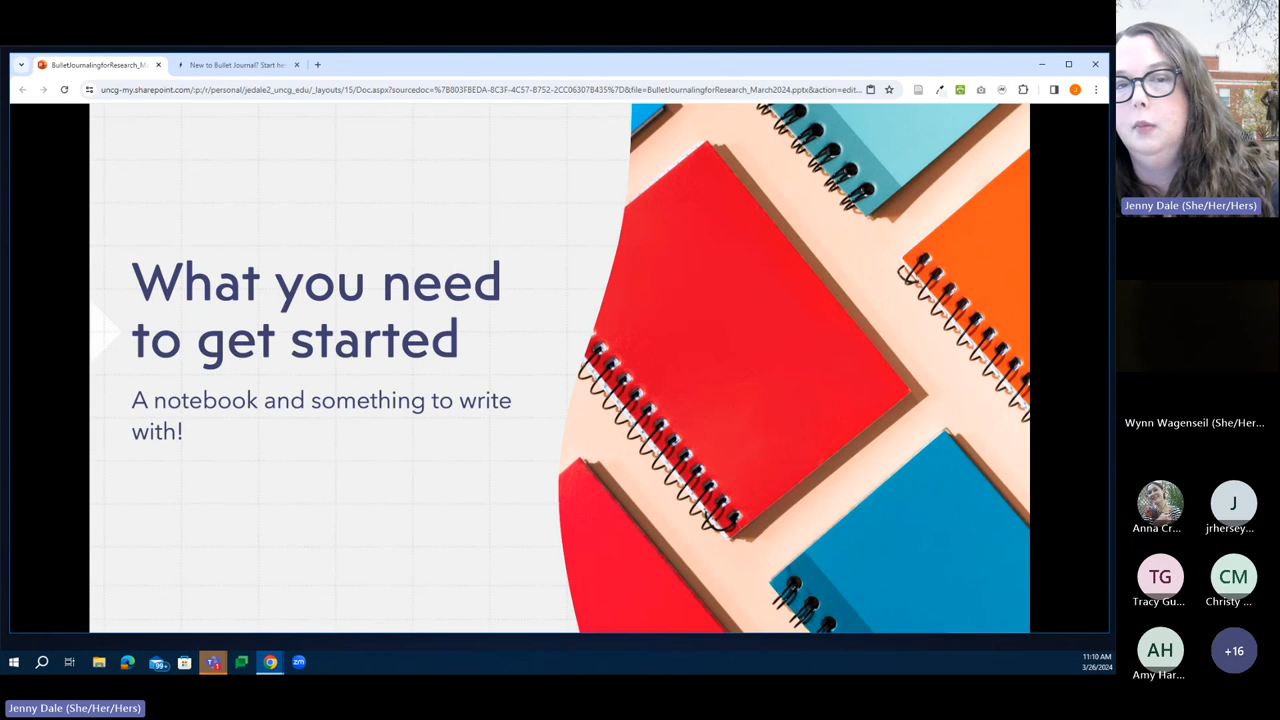 BulletJournalingforResearch_M
New to Bullet Journal? Start he
uncg-my.sharepoint.com/:p:/r/personal/jedale2_uncg_edu/_layouts/15/Doc.aspx?sourcedoc=%7B803FBEDA-8C3F-4C57-B752-2CC06307B435%7D&file=BulletJournalingforResearch_March2024.pptx&action=edit...
J
What you need
to get started
A notebook and something to write
with!
Jenny Dale (She/Her/Hers)
Wynn Wagenseil (She/Her...
J
Anna Cr...
jrhersey...
TG
CM
Tracy Gu...
Christy ...
AH
+16
Amy Har...
99+
zm
11:10 AM
3/26/2024
Jenny Dale (She/Her/Hers)